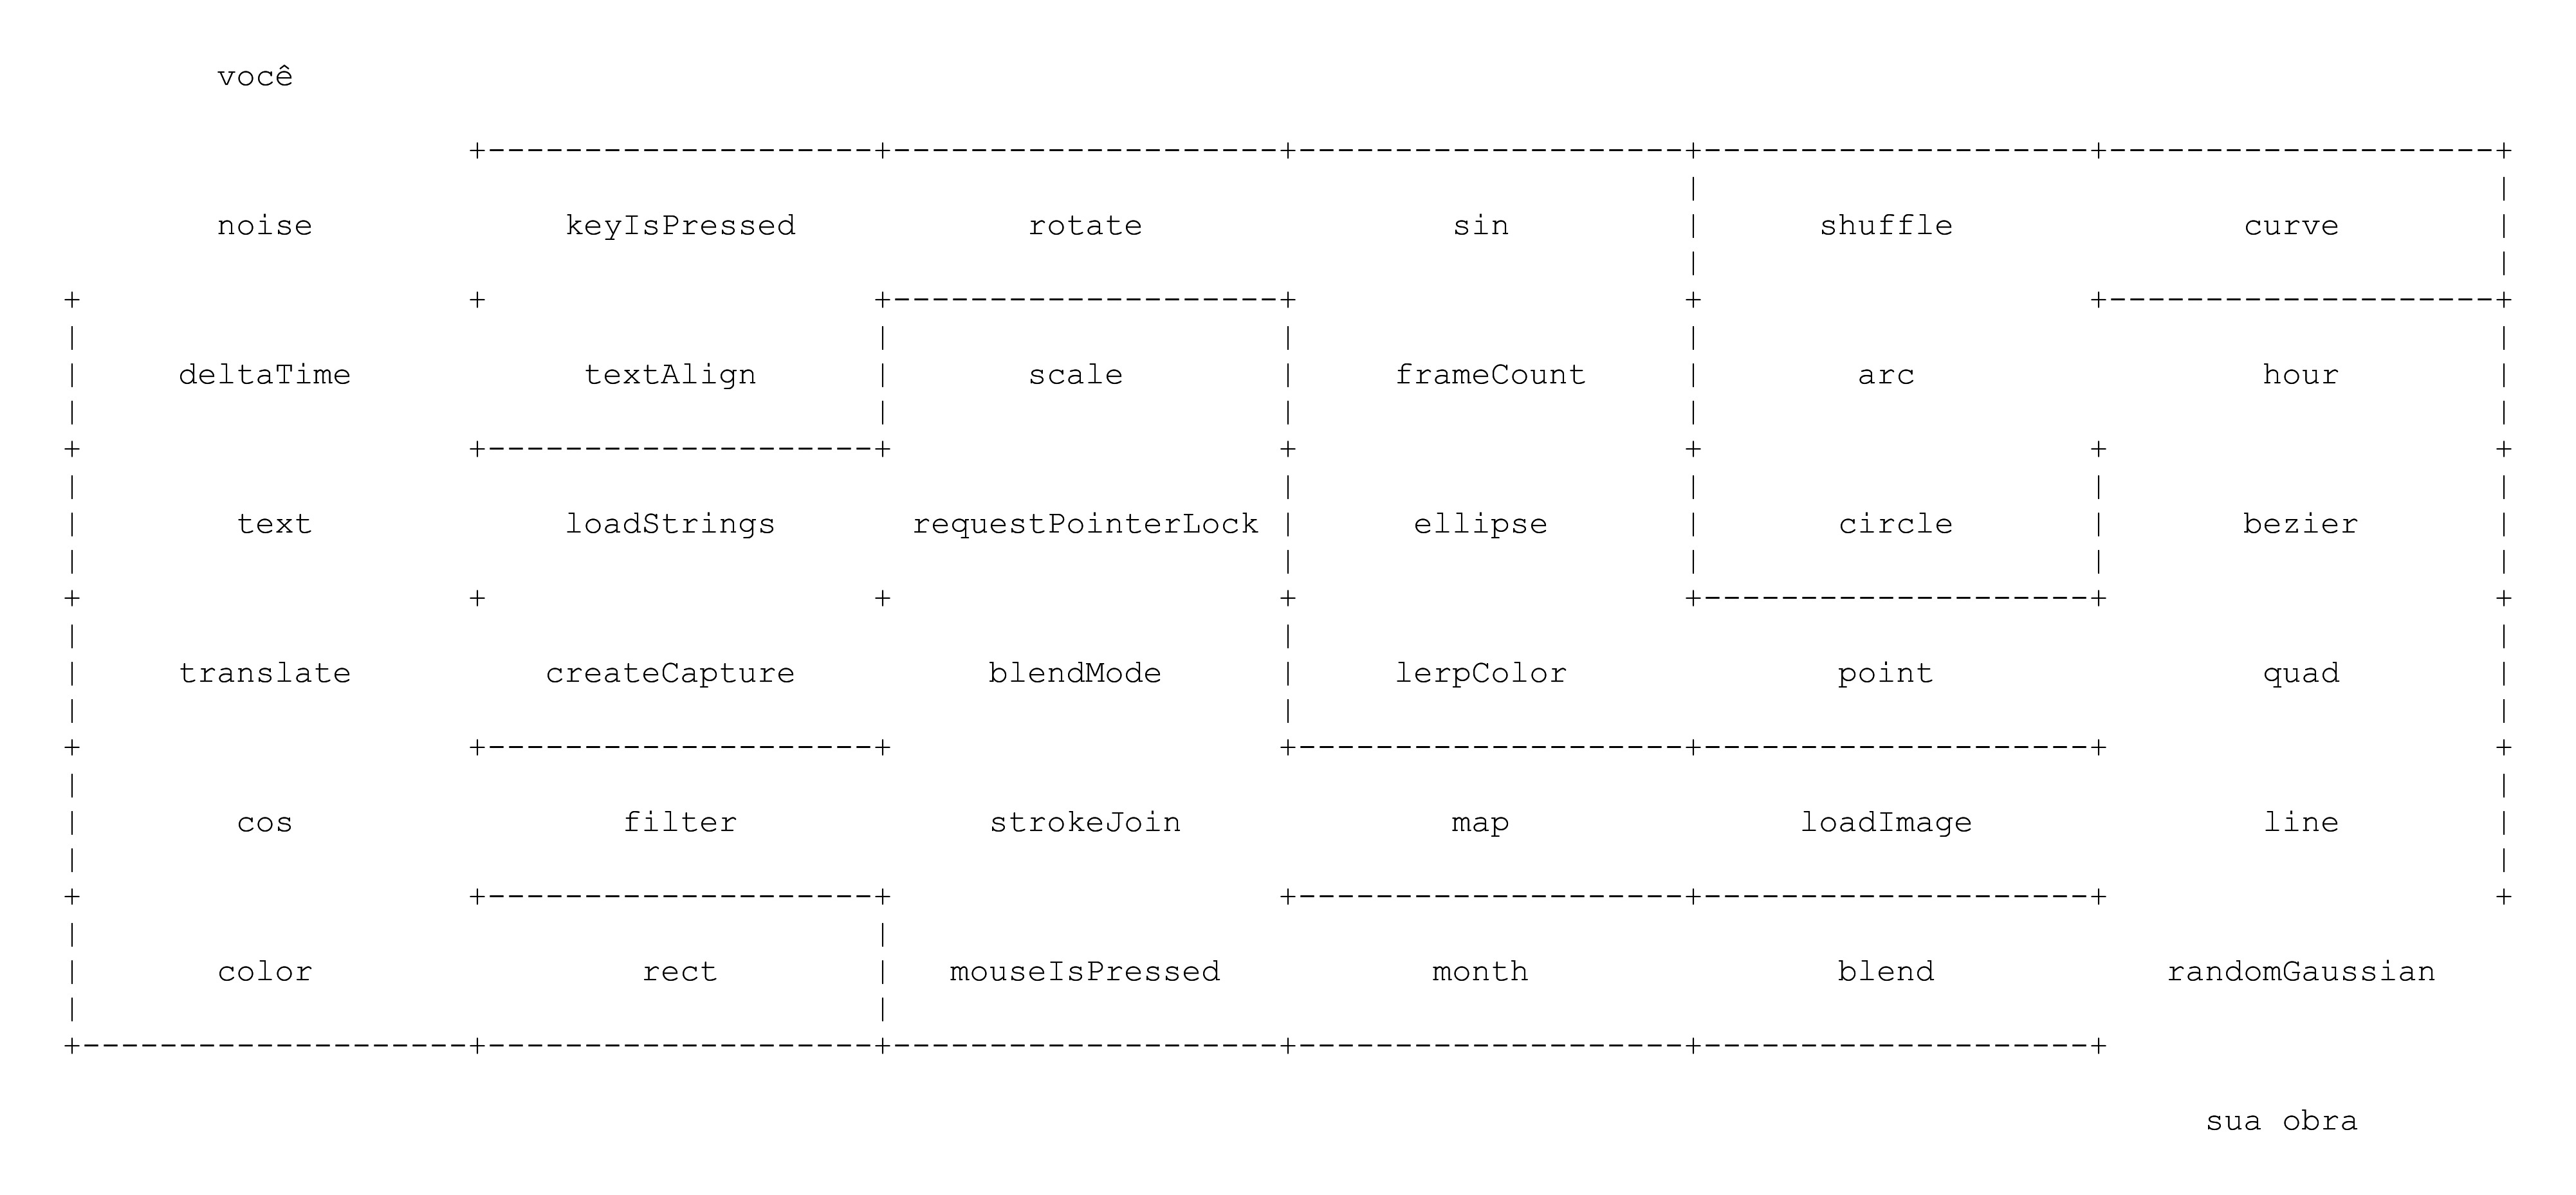 você
noise keyIsPressed rotate sin shuffle curve
deltaTime textAlign scale frameCount arc hour
text loadStrings requestPointerLock ellipse circle bezier
translate createCapture blendMode lerpColor point quad
cos filter strokeJoin map loadImage line
color rect mouseIsPressed month blend randomGaussian
sua obra